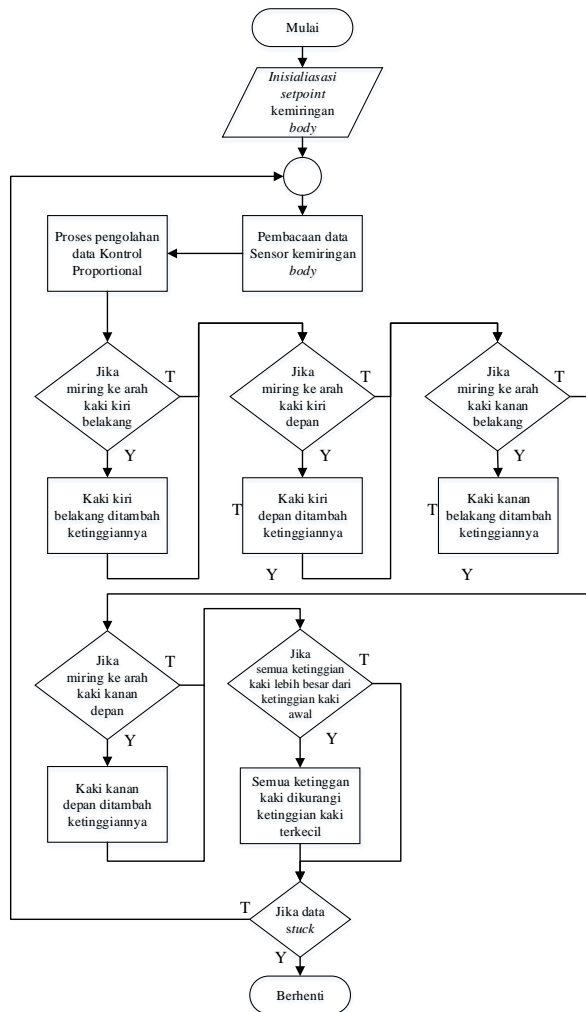 Mulai
Inisialiasasi
setpoint
kemiringan
body
Proses pengolahan
data Kontrol
Proportional
Pembacaan data
Sensor kemiringan
body
Jika
miring ke arah
kaki kiri
belakang
T
Y
Jika
miring ke arah
kaki kiri
depan
T
Y
Jika
miring ke arah
kaki kanan
belakang
T
Y
Kaki kiri
belakang ditambah
ketinggiannya
T
Kaki kiri
depan ditambah
ketinggiannya
T
Kaki kanan
belakang ditambah
ketinggiannya
Y
Y
Jika
miring ke arah
kaki kanan
depan
T
Y
Jika
semua ketinggian
kaki lebih besar dari
ketinggian kaki
awal
T
Y
Kaki kanan
depan ditambah
ketinggiannya
Semua ketinggan
kaki dikurangi
ketinggian kaki
terkecil
T
Jika data
stuck
Y
Berhenti